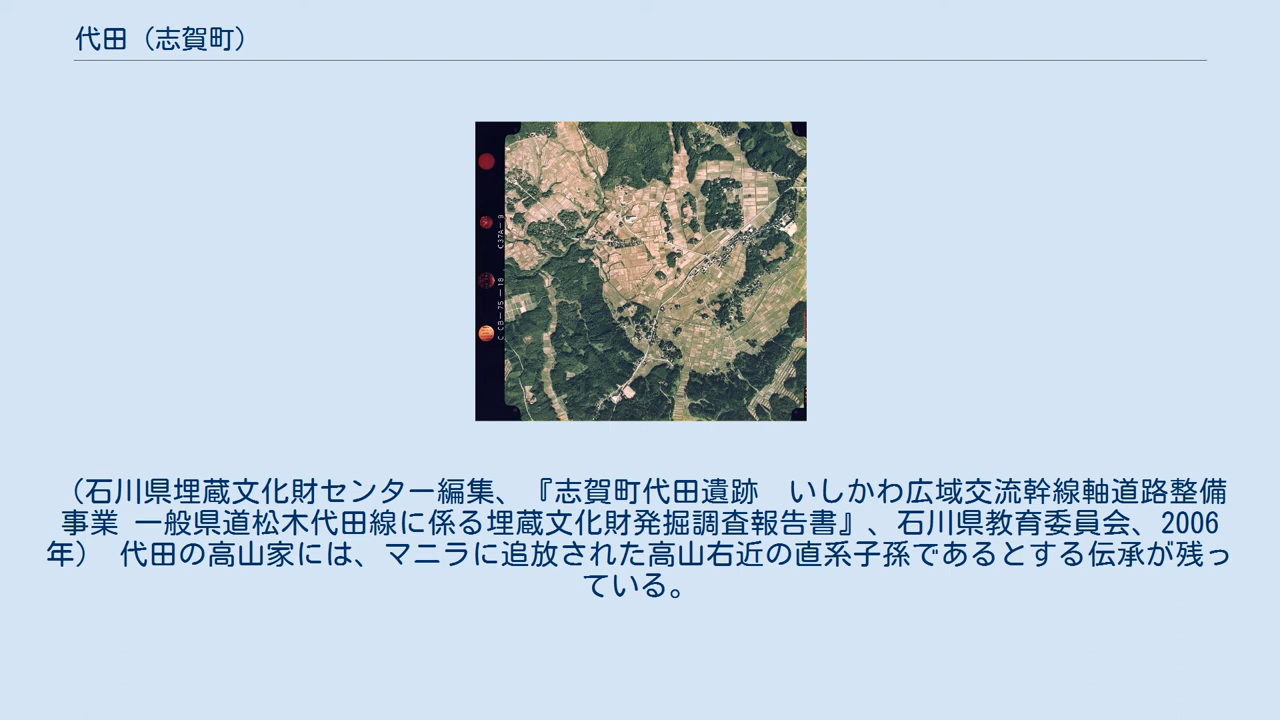 代田（志賀町）
C37A－9
C CB－75－18
（石川県埋蔵文化財センター編集、『志賀町代田遺跡　いしかわ広域交流幹線軸道路整備
事業 一般県道松木代田線に係る埋蔵文化財発掘調査報告書』、石川県教育委員会、2006
年） 代田の高山家には、マニラに追放された高山右近の直系子孫であるとする伝承が残っ
ている。